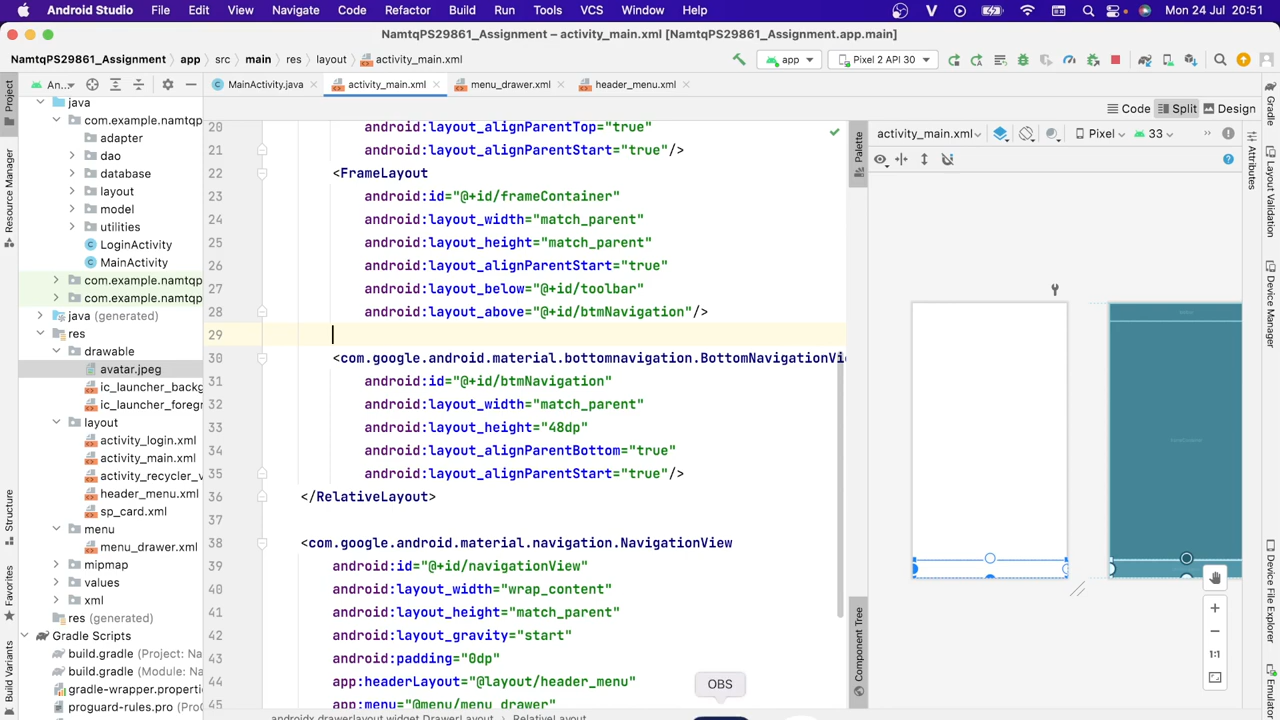 Android Studio File Edit View Navigate Code Refactor Build Run Tools VCS Window Help Mon 24 Jul 20:51
NamtqPS29861_Assignment – activity_main.xml [NamtqPS29861_Assignment.app.main]
NamtqPS29861_Assignment app src main res layout activity_main.xml app Pixel 2 API 30
An... MainActivity.java activity_main.xml menu_drawer.xml header_menu.xml
Code Split Design
Project
Resource Manager
Structure
Favorites
Build Variants
java
com.example.namtqp
adapter
dao
database
layout
model
utilities
LoginActivity
MainActivity
com.example.namtqp
com.example.namtqp
java (generated)
res
drawable
avatar.jpeg
ic_launcher_backg
ic_launcher_foregr
layout
activity_login.xml
activity_main.xml
activity_recycler_v
header_menu.xml
sp_card.xml
menu
menu_drawer.xml
mipmap
values
xml
res (generated)
Gradle Scripts
build.gradle (Project: Na
build.gradle (Module: Na
gradle-wrapper.properti
proguard-rules.pro (ProG
20 android:layout_alignParentTop="true"
21 android:layout_alignParentStart="true"/>
22 <FrameLayout
23 android:id="@+id/frameContainer"
24 android:layout_width="match_parent"
25 android:layout_height="match_parent"
26 android:layout_alignParentStart="true"
27 android:layout_below="@+id/toolbar"
28 android:layout_above="@+id/btmNavigation"/>
29
30 <com.google.android.material.bottomnavigation.BottomNavigationVi
31 android:id="@+id/btmNavigation"
32 android:layout_width="match_parent"
33 android:layout_height="48dp"
34 android:layout_alignParentBottom="true"
35 android:layout_alignParentStart="true"/>
36 </RelativeLayout>
37
38 <com.google.android.material.navigation.NavigationView
39 android:id="@+id/navigationView"
40 android:layout_width="wrap_content"
41 android:layout_height="match_parent"
42 android:layout_gravity="start"
43 android:padding="0dp"
44 app:headerLayout="@layout/header_menu"
45 app:menu="@menu/menu_drawer"
androidx.drawerlayout.widget.DrawerLayout RelativeLayout
OBS
Palette
Component Tree
activity_main.xml Pixel 33
1:1
Gradle
Attributes
Layout Validation
Device Manager
Device File Explorer
Emulator